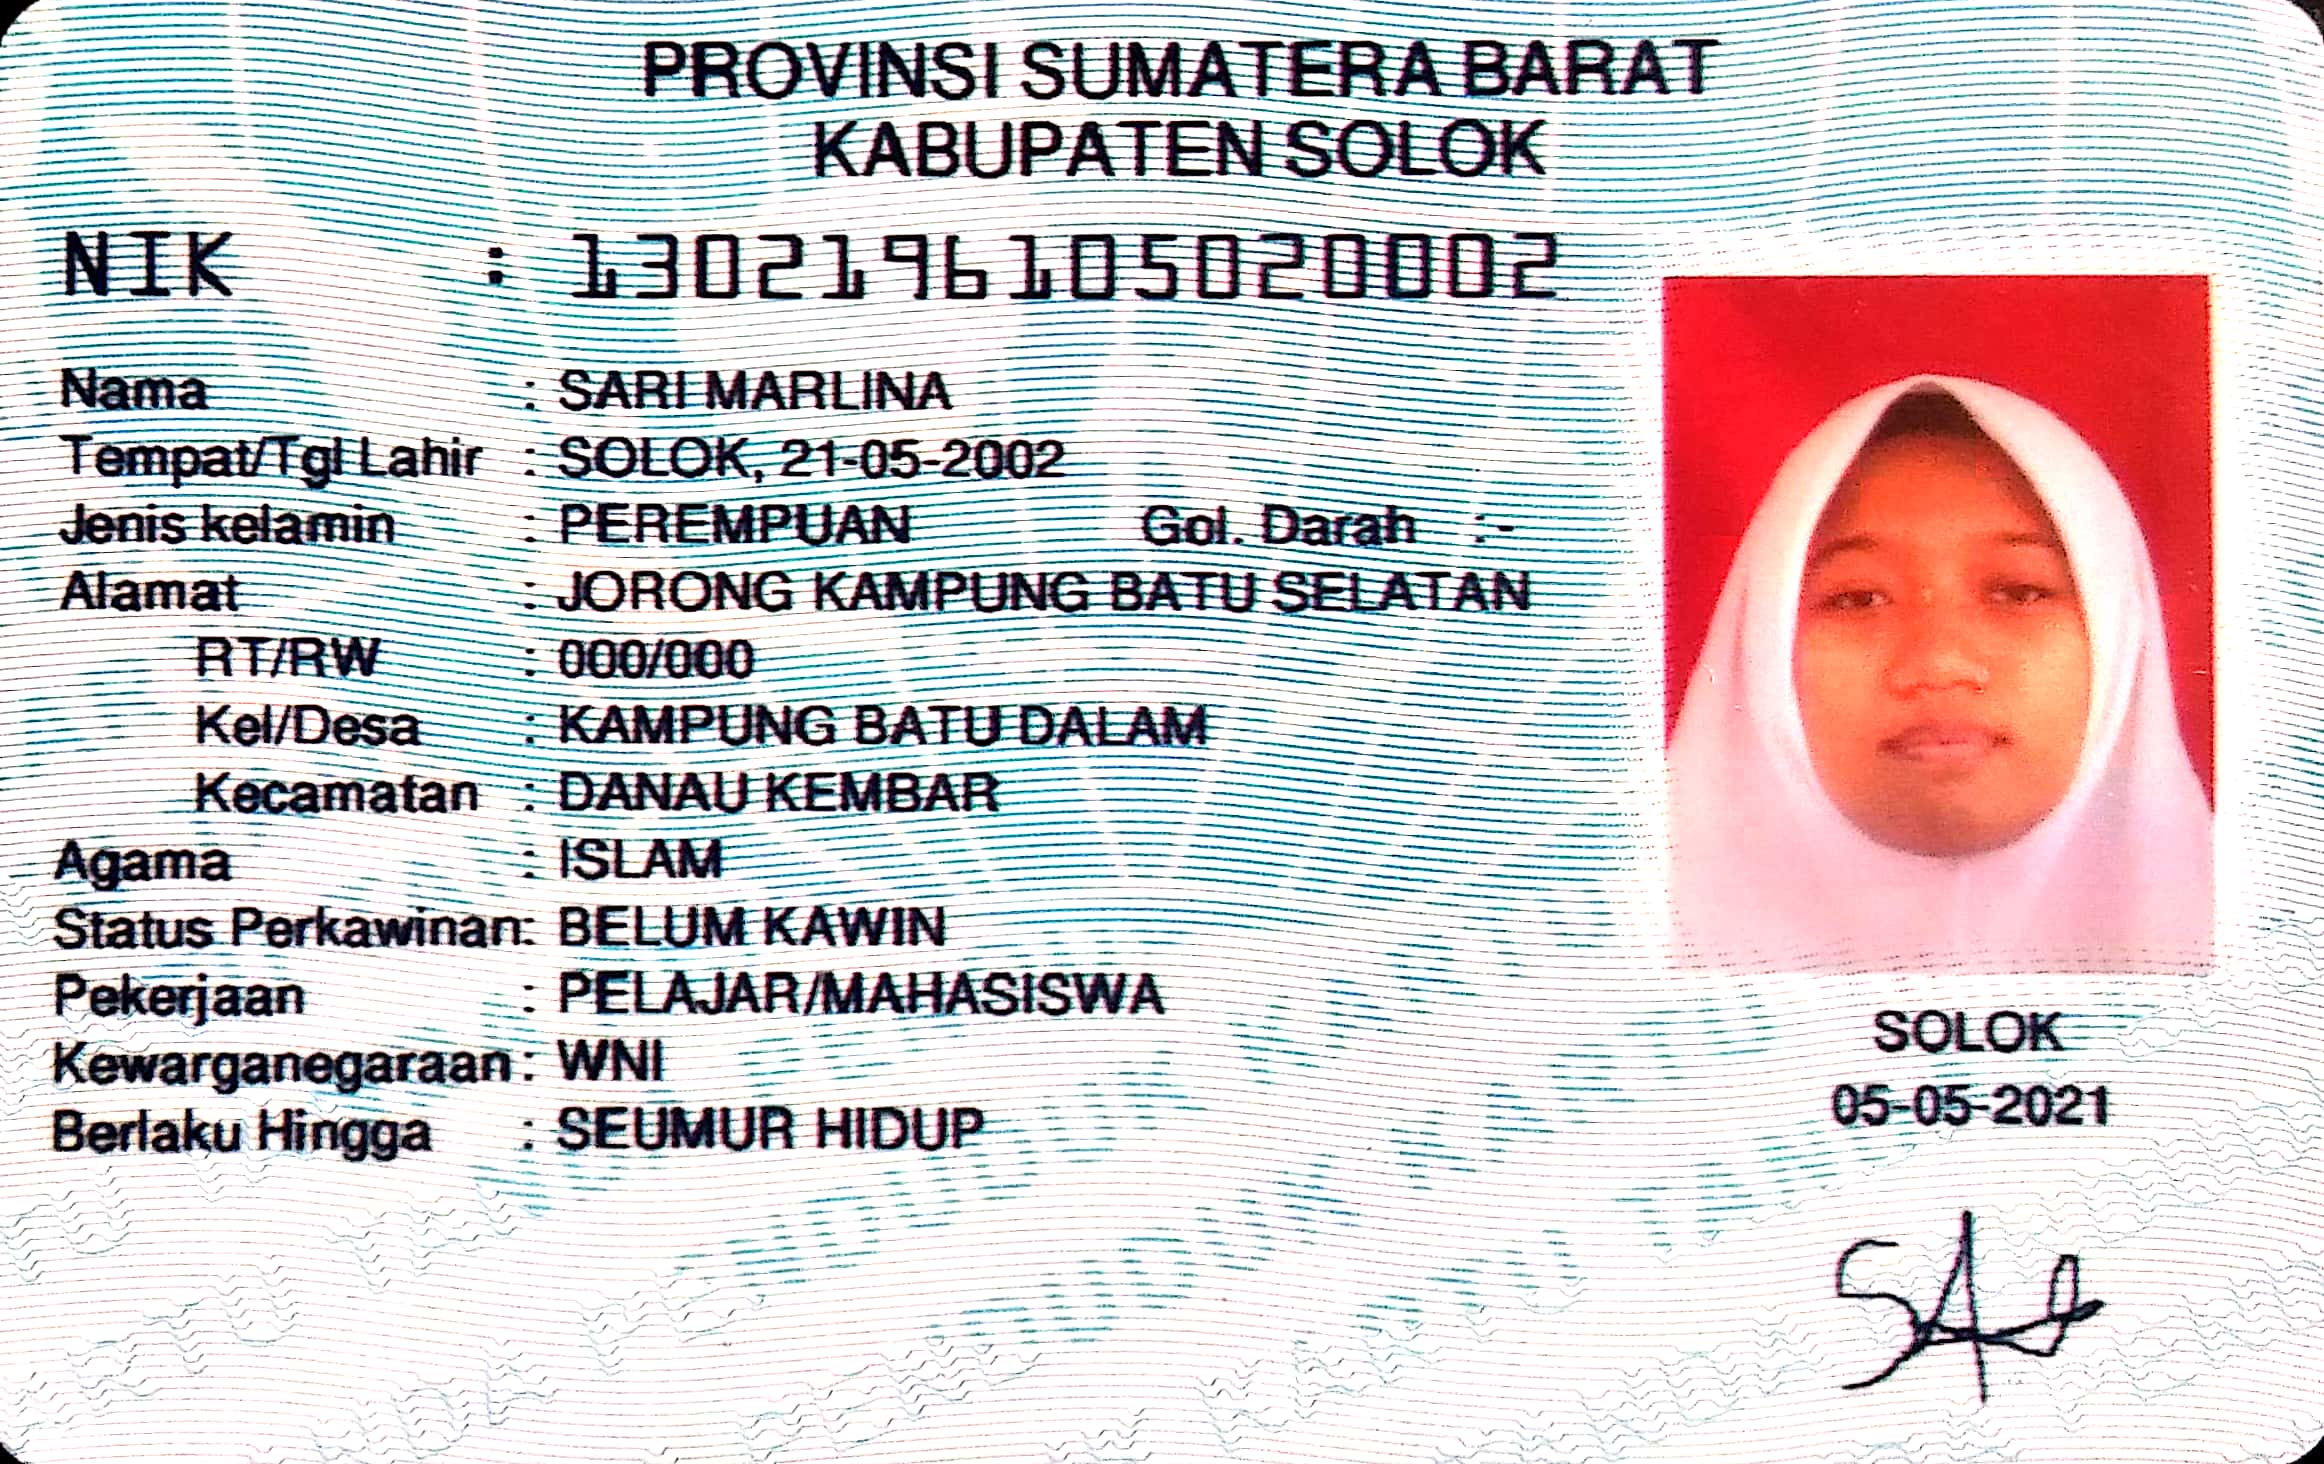 PROVINSI SUMATERA BARAT
KABUPATEN SOLOK
NIK : 1302196105020002
Nama : SARI MARLINA
Tempat/Tgl Lahir : SOLOK, 21-05-2002
Jenis kelamin : PEREMPUAN Gol. Darah :-
Alamat : JORONG KAMPUNG BATU SELATAN
RT/RW : 000/000
Kel/Desa : KAMPUNG BATU DALAM
Kecamatan : DANAU KEMBAR
Agama : ISLAM
Status Perkawinan: BELUM KAWIN
Pekerjaan : PELAJAR/MAHASISWA
Kewarganegaraan: WNI
Berlaku Hingga : SEUMUR HIDUP
SOLOK
05-05-2021